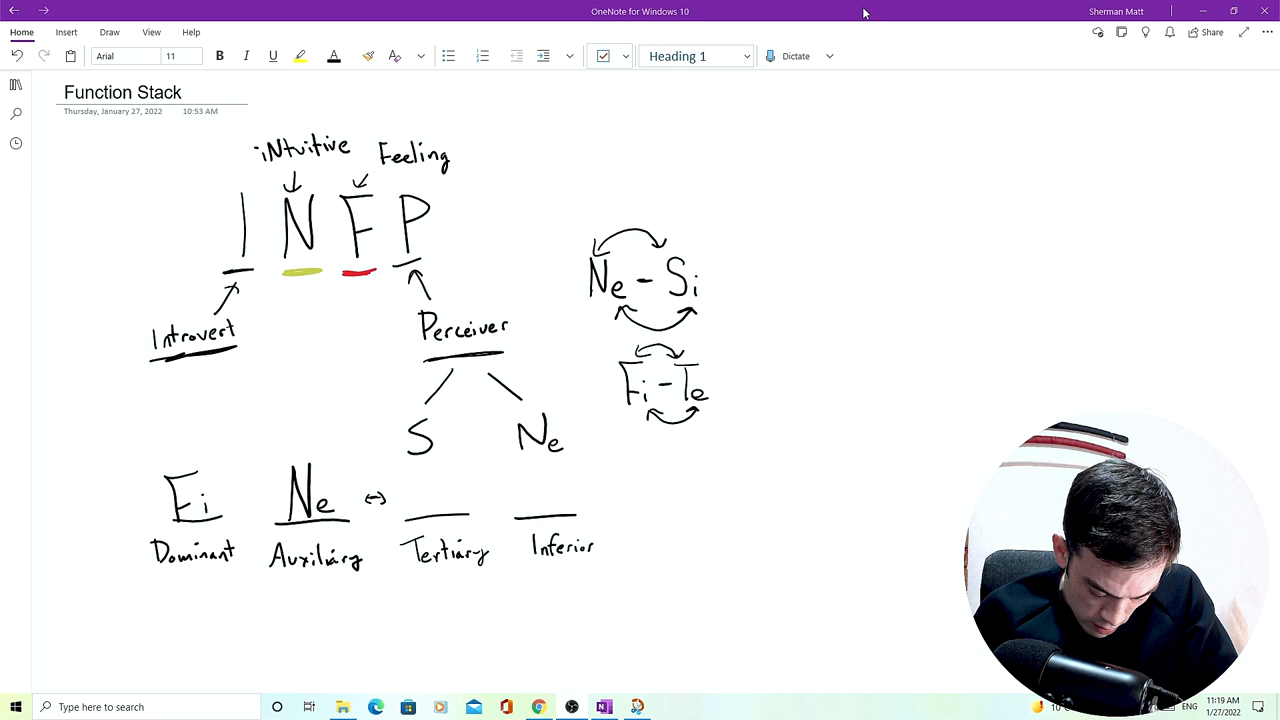 OneNote for Windows 10
Sherman Matt
Home Insert Draw View Help
Share
Arial 11 B I U A A Heading 1 Dictate
Function Stack
Thursday, January 27, 2022 10:53 AM
iNtuitive Feeling
I N F P
Introvert Perceiver
Ne - Si
Fi - Te
S Ne
Fi Ne
Dominant Auxiliary Tertiary Inferior
Type here to search
ENG
11:19 AM
1/27/2022